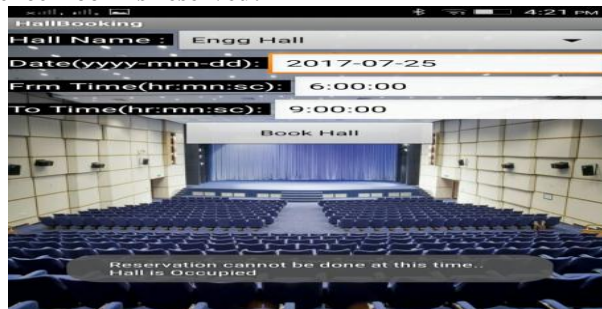 4:21 PM
HallBooking
Hall Name : Engg Hall
Date(yyyy-mm-dd): 2017-07-25
Frm Time(hr:mn:sc): 6:00:00
To Time(hr:mn:sc): 9:00:00
Book Hall
Reservation cannot be done at this time..
Hall is Occupied